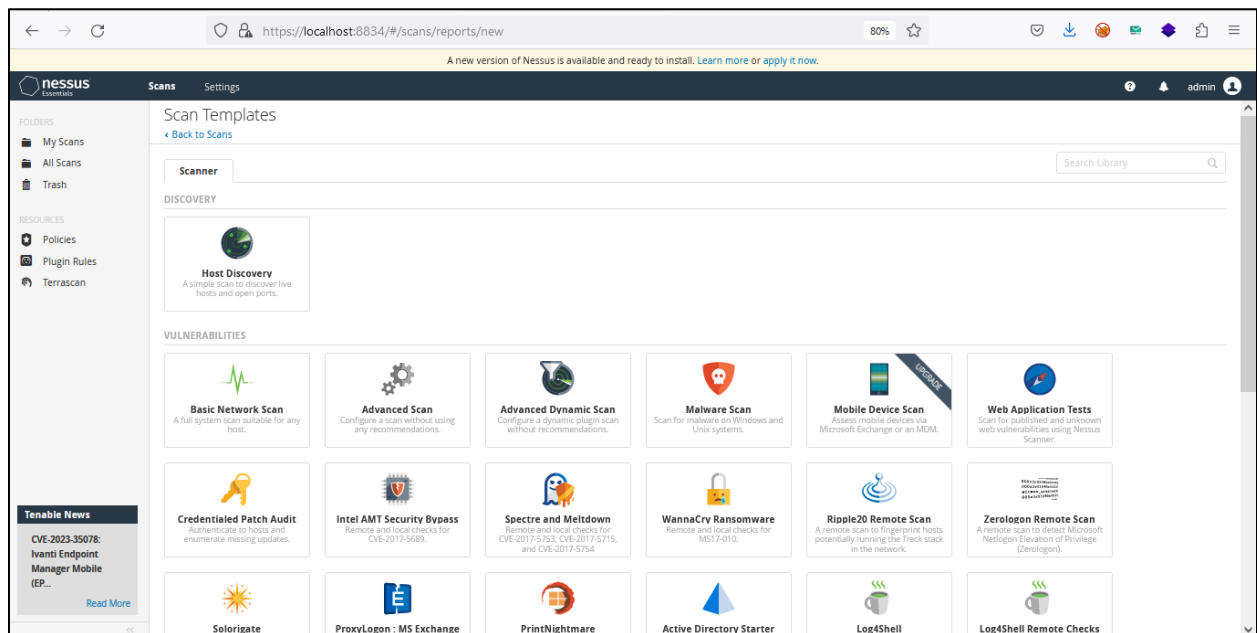 https://localhost:8834/#/scans/reports/new
80%
A new version of Nessus is available and ready to install. Learn more or apply it now.
nessus
Essentials
Scans
Settings
admin
FOLDERS
My Scans
All Scans
Trash
RESOURCES
Policies
Plugin Rules
Terrascan
Tenable News
CVE-2023-35078:
Ivanti Endpoint
Manager Mobile
(EP...
Read More
Scan Templates
Back to Scans
Scanner
Search Library
DISCOVERY
Host Discovery
A simple scan to discover live
hosts and open ports.
VULNERABILITIES
Basic Network Scan
A full system scan suitable for any
host.
Advanced Scan
Configure a scan without using
any recommendations.
Advanced Dynamic Scan
Configure a dynamic plugin scan
without recommendations.
Malware Scan
Scan for malware on Windows and
Unix systems.
UPGRADE
Mobile Device Scan
Assess mobile devices via
Microsoft Exchange or an MDM.
Web Application Tests
Scan for published and unknown
web vulnerabilities using Nessus
Scanner.
Credentialed Patch Audit
Authenticate to hosts and
enumerate missing updates.
Intel AMT Security Bypass
Remote and local checks for
CVE-2017-5689.
Spectre and Meltdown
Remote and local checks for
CVE-2017-5753, CVE-2017-5715,
and CVE-2017-5754
WannaCry Ransomware
Remote and local checks for
MS17-010.
Ripple20 Remote Scan
A remote scan to fingerprint hosts
potentially running the Treck stack
in the network.
Zerologon Remote Scan
A remote scan to detect Microsoft
Netlogon Elevation of Privilege
(Zerologon).
Solorigate
ProxyLogon : MS Exchange
PrintNightmare
Active Directory Starter
Log4Shell
Log4Shell Remote Checks